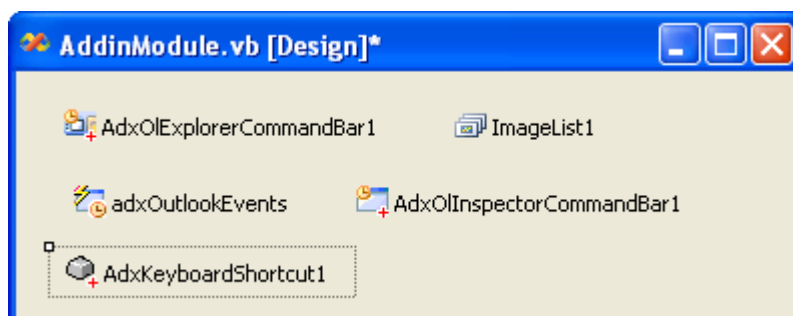 AddinModule.vb [Design]*
AdxOlExplorerCommandBar1 ImageList1
adxOutlookEvents AdxOlInspectorCommandBar1
AdxKeyboardShortcut1